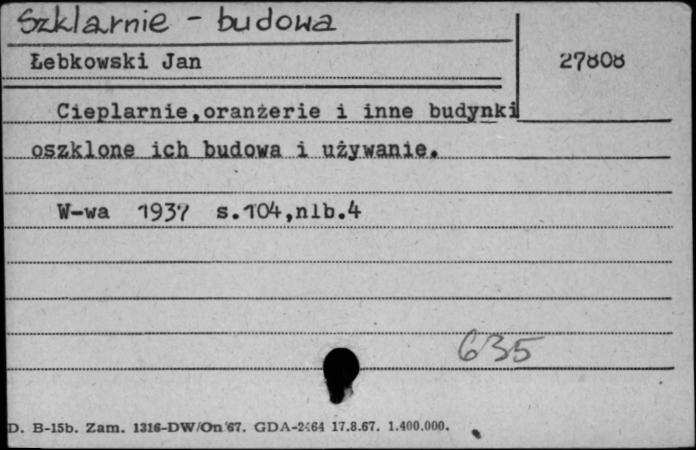 Szklarnie - budowa
Łebkowski Jan
27808
Cieplarnie,oranżerie i inne budynki
oszklone ich budowa i używanie.
W-wa 1937 s.104,nlb.4
635
D. B-15b. Zam. 1316-DW/On/67. GDA-2464 17.8.67. 1.400.000.